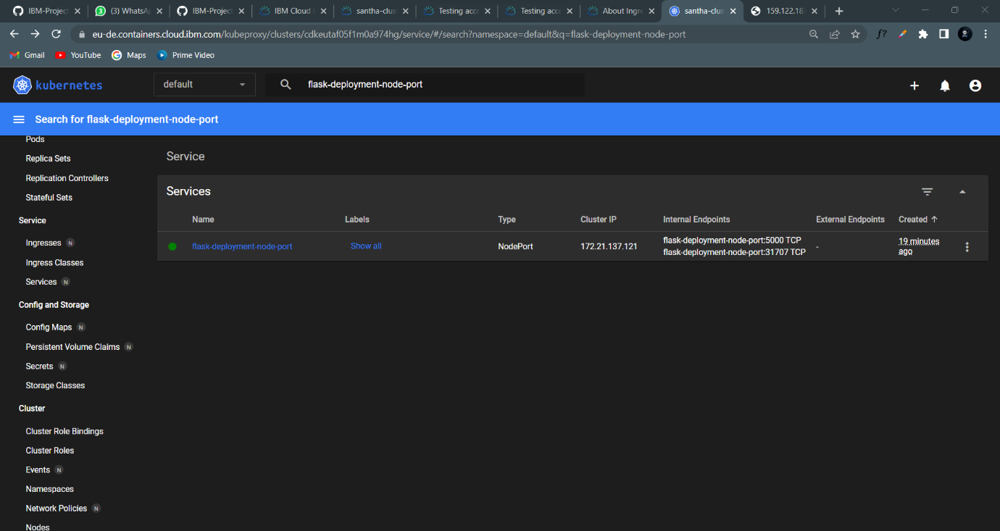 IBM-Project
(3) WhatsAp
IBM-Project
IBM Cloud
santha-clus
Testing acce
Testing acce
About Ingre
santha-clus
159.122.187
eu-de.containers.cloud.ibm.com/kubeproxy/clusters/cdkeutaf05f1m0a974hg/service/#/search?namespace=default&q=flask-deployment-node-port
f?
Gmail
YouTube
Maps
Prime Video
kubernetes
default
flask-deployment-node-port
Search for flask-deployment-node-port
Pods
Replica Sets
Replication Controllers
Stateful Sets
Service
Ingresses N
Ingress Classes
Services N
Config and Storage
Config Maps N
Persistent Volume Claims N
Secrets N
Storage Classes
Cluster
Cluster Role Bindings
Cluster Roles
Events N
Namespaces
Network Policies N
Nodes
Service
Services
Name Labels Type Cluster IP Internal Endpoints External Endpoints Created
flask-deployment-node-port Show all NodePort 172.21.137.121 flask-deployment-node-port:5000 TCP - 19 minutes
flask-deployment-node-port:31707 TCP ago